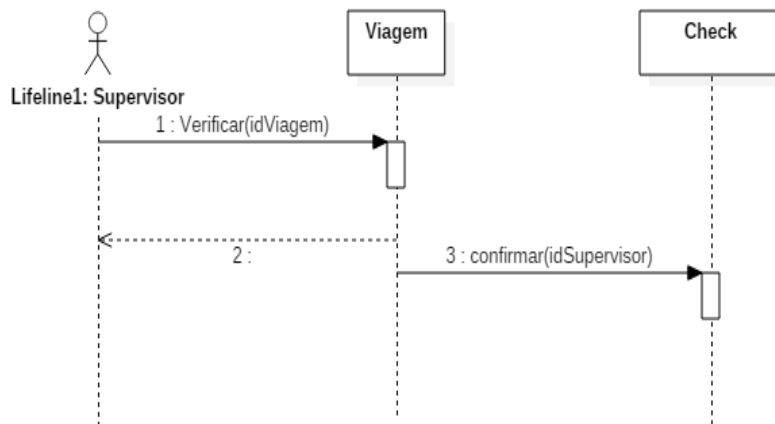 Viagem
Check
Lifeline1: Supervisor
1 : Verificar(idViagem)
2 :
3 : confirmar(idSupervisor)